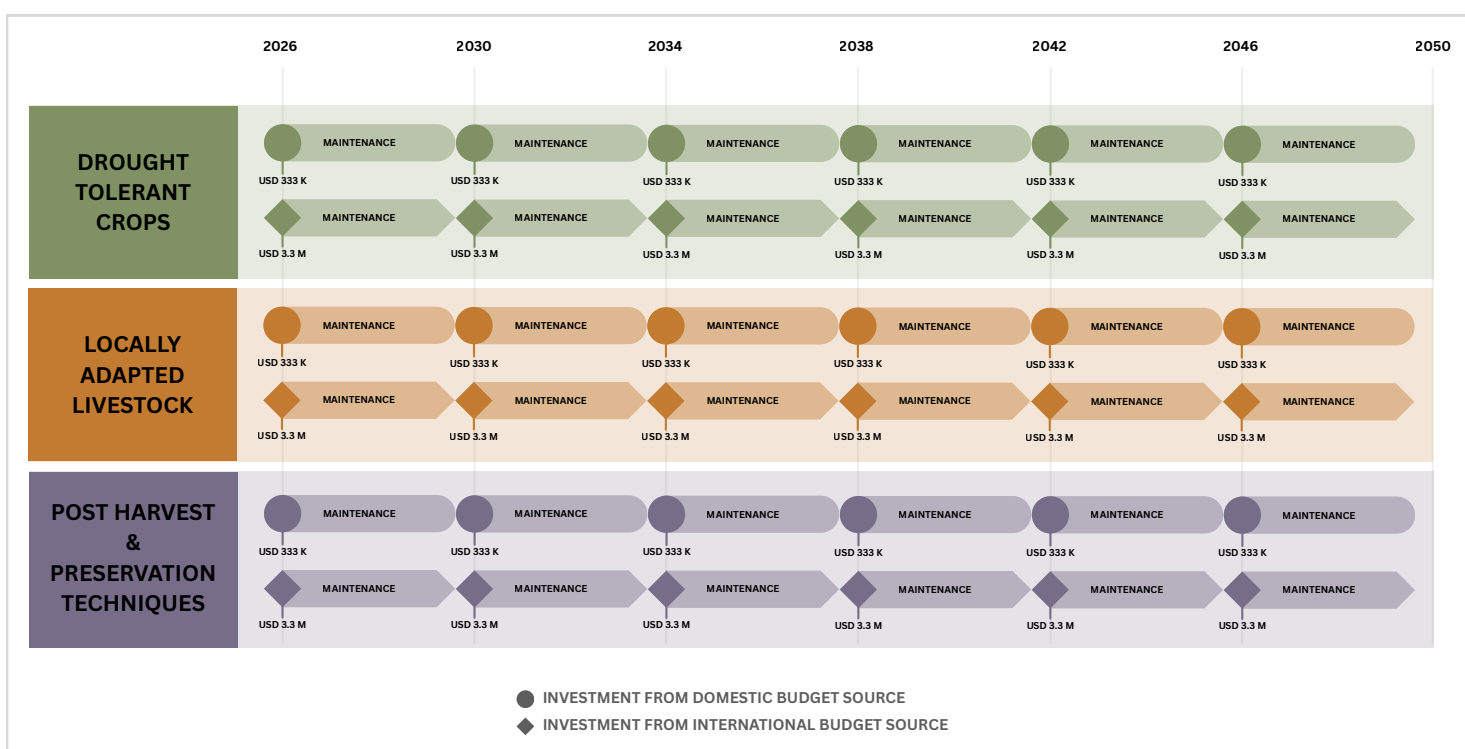 2026 2030 2034 2038 2042 2046 2050
DROUGHT
TOLERANT
CROPS
MAINTENANCE MAINTENANCE MAINTENANCE MAINTENANCE MAINTENANCE MAINTENANCE
USD 333 K USD 333 K USD 333 K USD 333 K USD 333 K USD 333 K
MAINTENANCE MAINTENANCE MAINTENANCE MAINTENANCE MAINTENANCE MAINTENANCE
USD 3.3 M USD 3.3 M USD 3.3 M USD 3.3 M USD 3.3 M USD 3.3 M
LOCALLY
ADAPTED
LIVESTOCK
MAINTENANCE MAINTENANCE MAINTENANCE MAINTENANCE MAINTENANCE MAINTENANCE
USD 333 K USD 333 K USD 333 K USD 333 K USD 333 K USD 333 K
MAINTENANCE MAINTENANCE MAINTENANCE MAINTENANCE MAINTENANCE MAINTENANCE
USD 3.3 M USD 3.3 M USD 3.3 M USD 3.3 M USD 3.3 M USD 3.3 M
POST HARVEST
&
PRESERVATION
TECHNIQUES
MAINTENANCE MAINTENANCE MAINTENANCE MAINTENANCE MAINTENANCE MAINTENANCE
USD 333 K USD 333 K USD 333 K USD 333 K USD 333 K USD 333 K
MAINTENANCE MAINTENANCE MAINTENANCE MAINTENANCE MAINTENANCE MAINTENANCE
USD 3.3 M USD 3.3 M USD 3.3 M USD 3.3 M USD 3.3 M USD 3.3 M
INVESTMENT FROM DOMESTIC BUDGET SOURCE
INVESTMENT FROM INTERNATIONAL BUDGET SOURCE